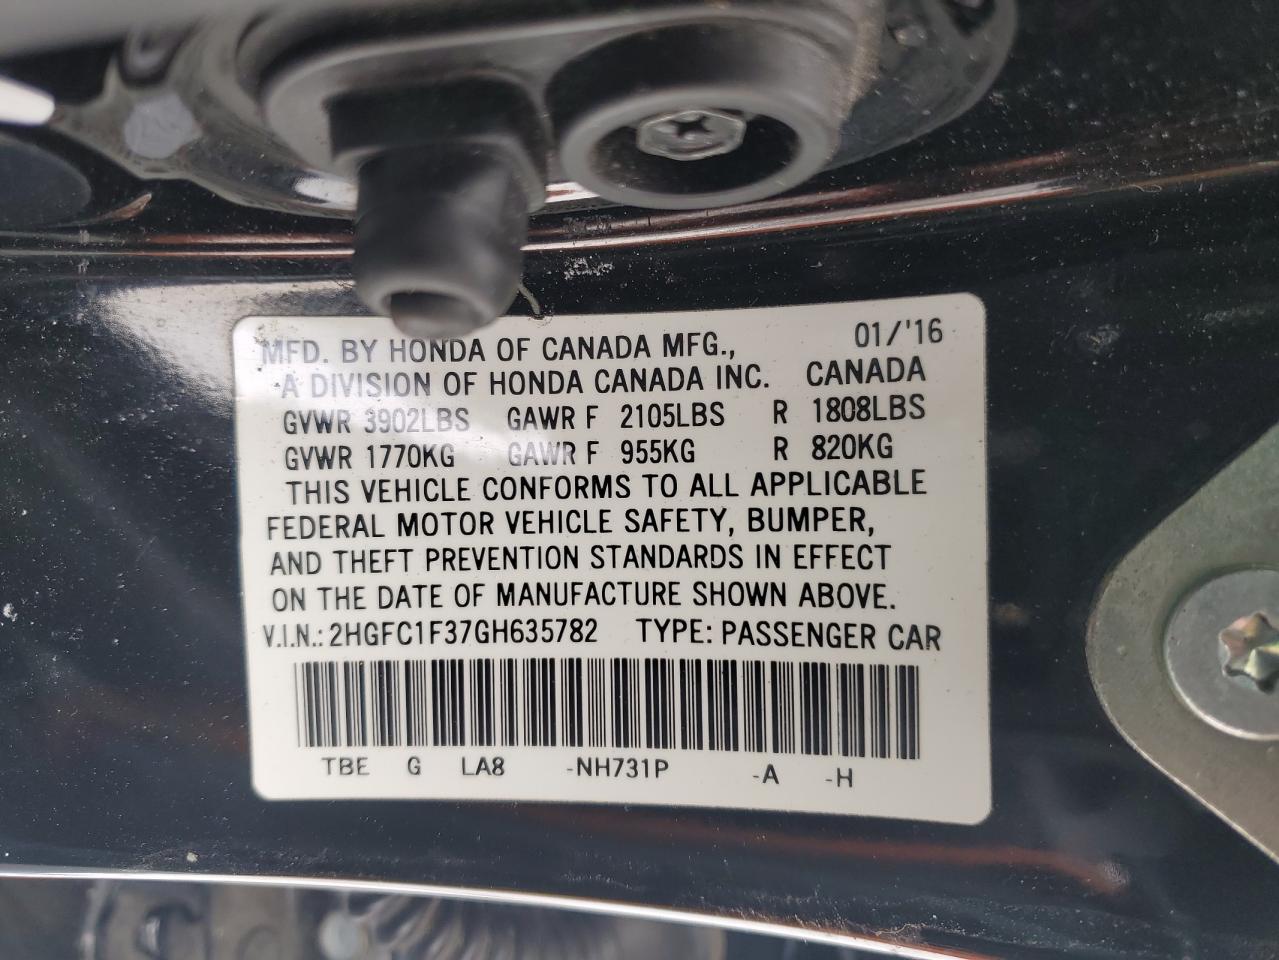 MFD. BY HONDA OF CANADA MFG., 01/'16
A DIVISION OF HONDA CANADA INC. CANADA
GVWR 3902LBS GAWR F 2105LBS R 1808LBS
GVWR 1770KG GAWR F 955KG R 820KG
THIS VEHICLE CONFORMS TO ALL APPLICABLE
FEDERAL MOTOR VEHICLE SAFETY, BUMPER,
AND THEFT PREVENTION STANDARDS IN EFFECT
ON THE DATE OF MANUFACTURE SHOWN ABOVE.
V.I.N.: 2HGFC1F37GH635782 TYPE: PASSENGER CAR
TBE G LA8 -NH731P -A -H